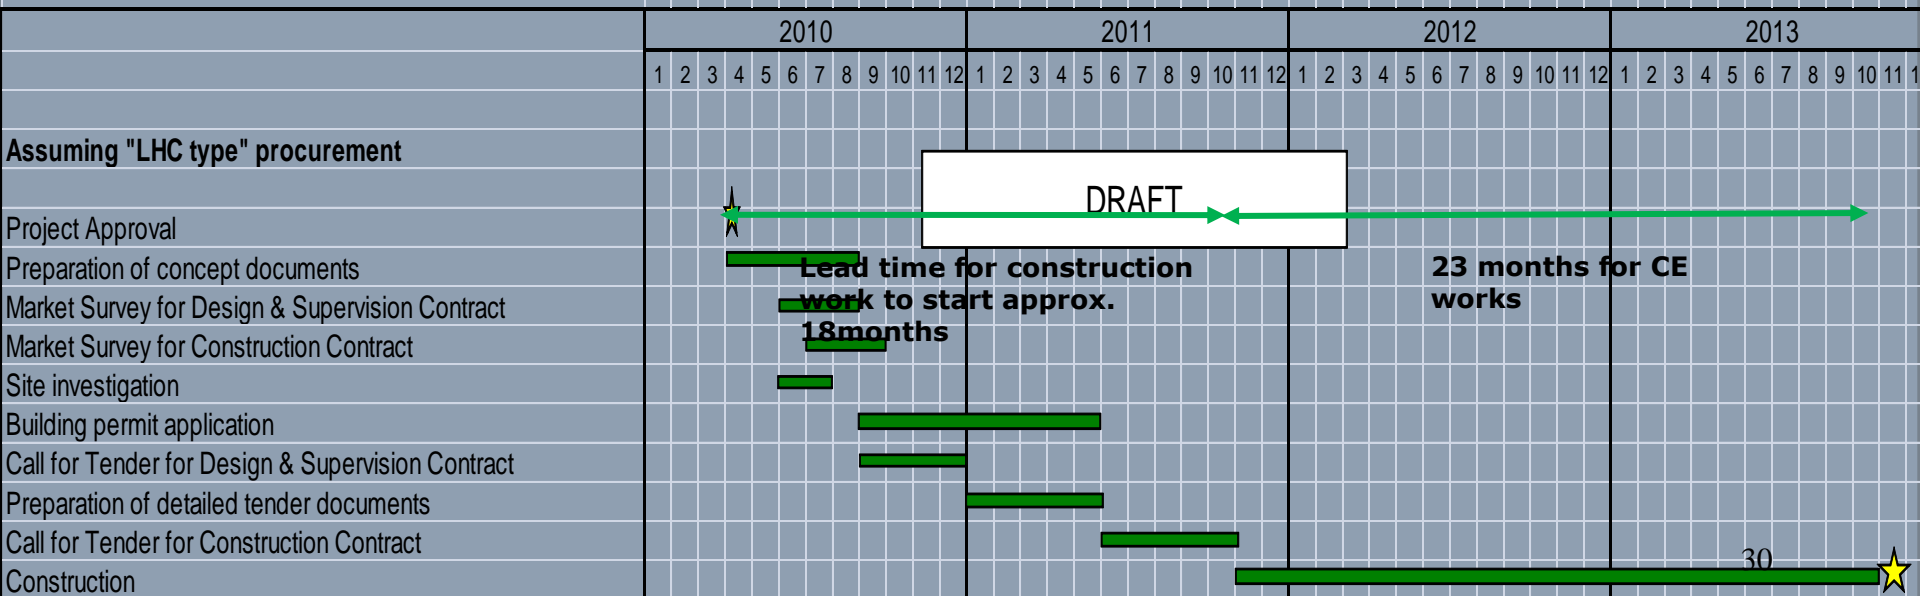 2010 2011 2012 2013
1 2 3 4 5 6 7 8 9 10 11 12 1 2 3 4 5 6 7 8 9 10 11 12 1 2 3 4 5 6 7 8 9 10 11 12 1 2 3 4 5 6 7 8 9 10 11 1
Assuming "LHC type" procurement
DRAFT
Project Approval
Preparation of concept documents
Lead time for construction
work to start approx.
18months
23 months for CE
works
Market Survey for Design & Supervision Contract
Market Survey for Construction Contract
Site investigation
Building permit application
Call for Tender for Design & Supervision Contract
Preparation of detailed tender documents
Call for Tender for Construction Contract
30
Construction